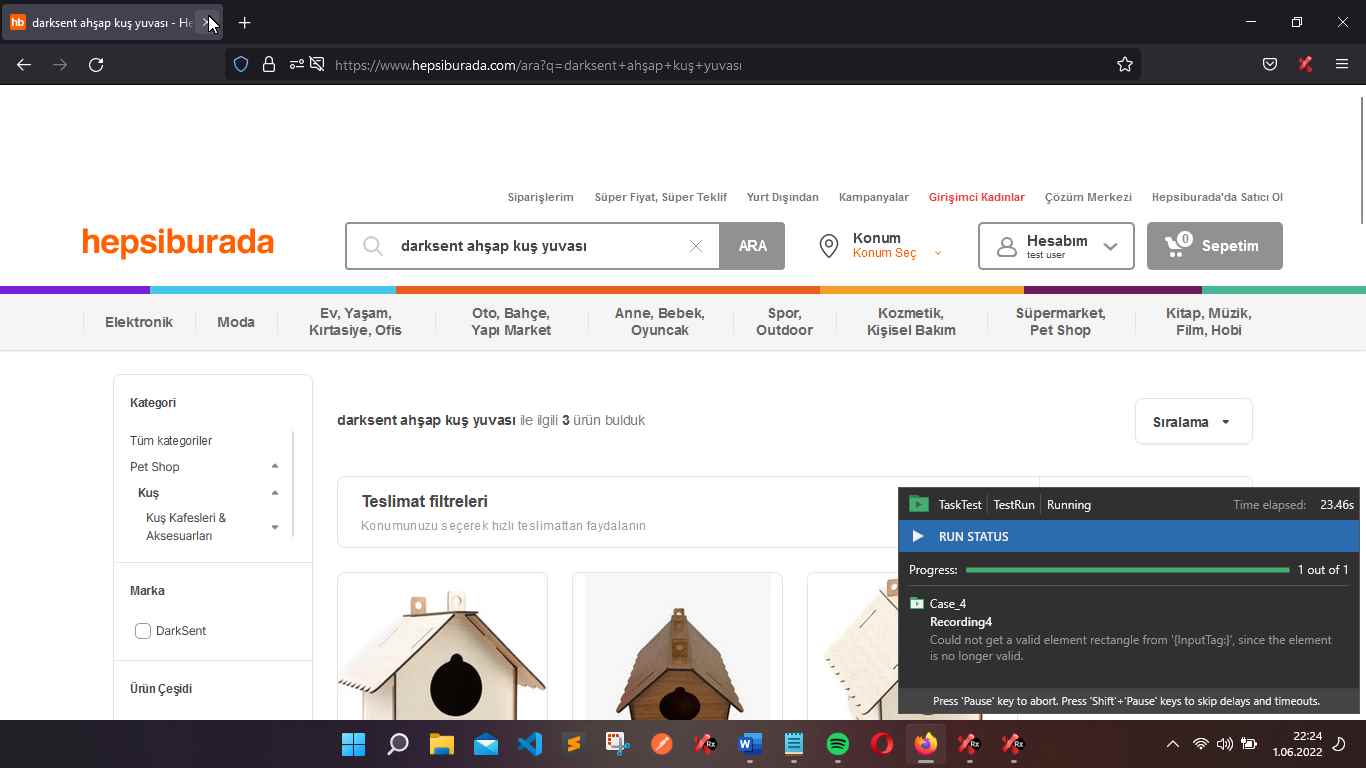 hb darksent ahşap kuş yuvası - He
https://www.hepsiburada.com/ara?q=darksent+ahşap+kuş+yuvası
Siparişlerim Süper Fiyat, Süper Teklif Yurt Dışından Kampanyalar Girişimci Kadınlar Çözüm Merkezi Hepsiburada'da Satıcı Ol
hepsiburada
darksent ahşap kuş yuvası
ARA
Konum
Konum Seç
Hesabım
test user
0
Sepetim
Elektronik
Moda
Ev, Yaşam,
Kırtasiye, Ofis
Oto, Bahçe,
Yapı Market
Anne, Bebek,
Oyuncak
Spor,
Outdoor
Kozmetik,
Kişisel Bakım
Süpermarket,
Pet Shop
Kitap, Müzik,
Film, Hobi
Kategori
Tüm kategoriler
Pet Shop
Kuş
Kuş Kafesleri &
Aksesuarları
Marka
DarkSent
Ürün Çeşidi
darksent ahşap kuş yuvası ile ilgili 3 ürün bulduk
Sıralama
Teslimat filtreleri
Konumunuzu seçerek hızlı teslimattan faydalanın
TaskTest TestRun Running Time elapsed: 23.46s
RUN STATUS
Progress: 1 out of 1
Case_4
Recording4
Could not get a valid element rectangle from '{InputTag:}', since the element
is no longer valid.
Press 'Pause' key to abort. Press 'Shift'+'Pause' keys to skip delays and timeouts.
Rx
W
Rx
Rx
22:24
1.06.2022